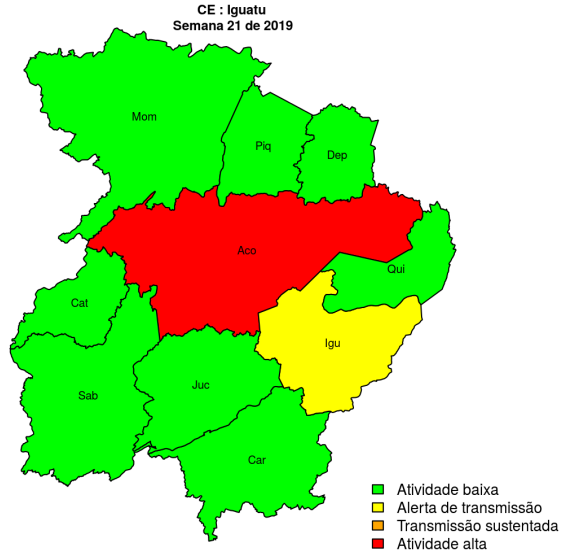 CE : Iguatu
Semana 21 de 2019
Mom
Piq
Dep
Aco
Qui
Cat
Igu
Juc
Sab
Car
Atividade baixa
Alerta de transmissão
Transmissão sustentada
Atividade alta